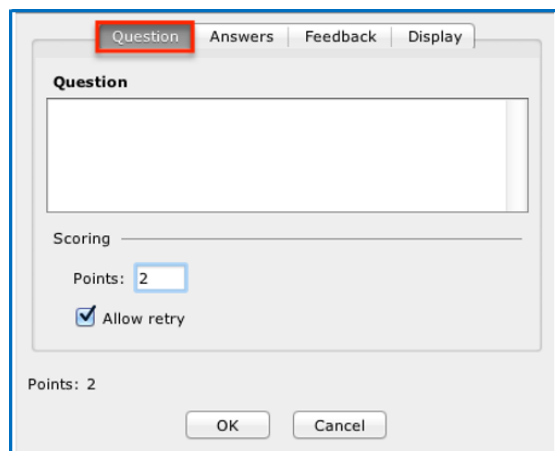 Question Answers Feedback Display
Question
Scoring
Points: 2
Allow retry
Points: 2
OK Cancel